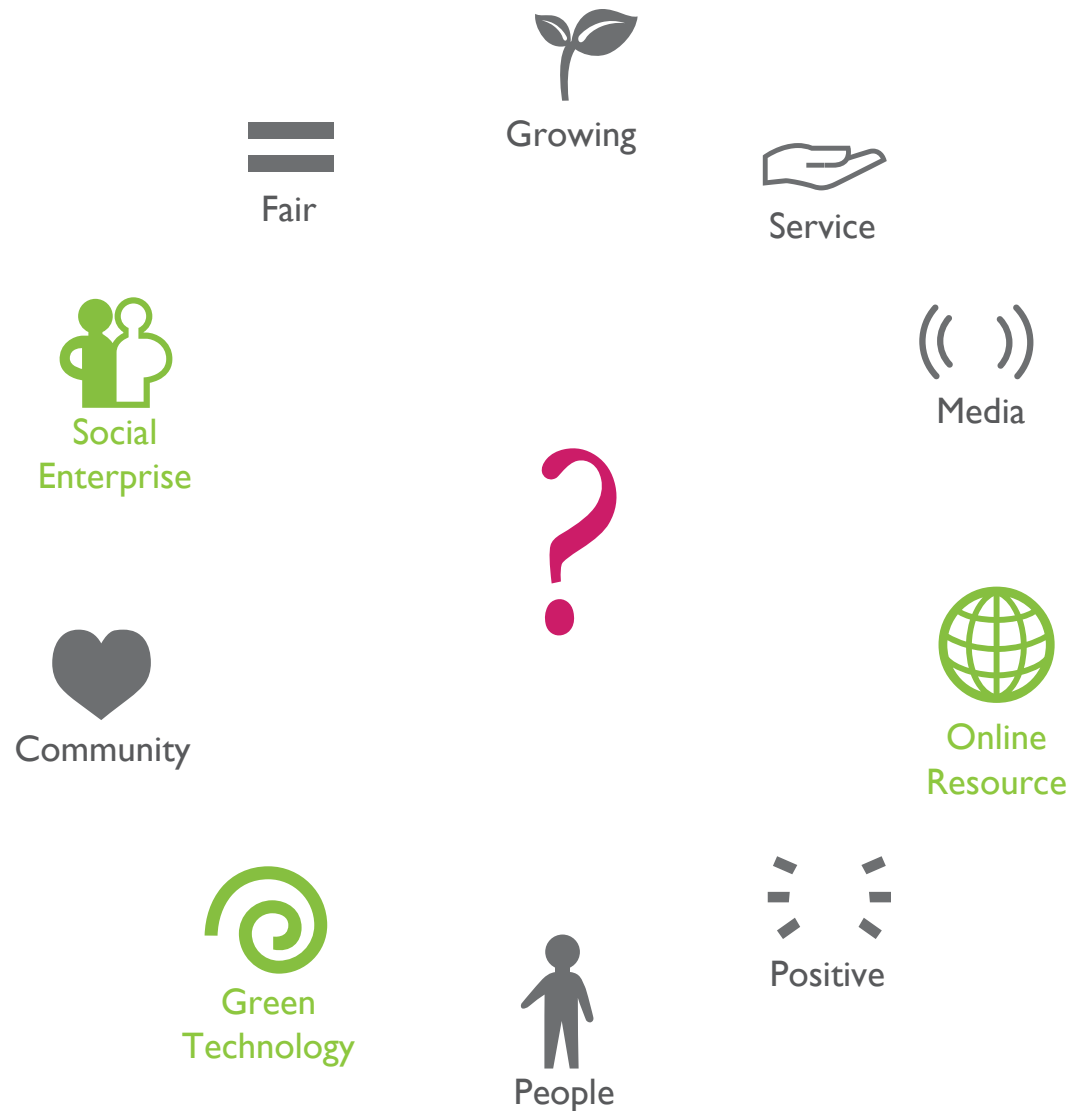 Growing
Fair
Service
Social
Enterprise
Media
?
Community
Online
Resource
Green
Technology
Positive
People